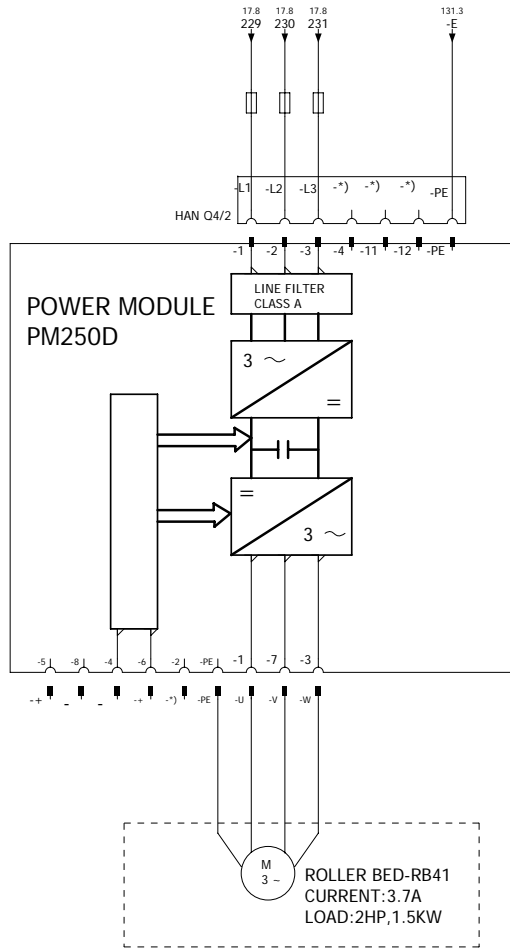 17.8 17.8 17.8 131.3
229 230 231 -E
-L1 -L2 -L3 -*) -*) -*) -PE
HAN Q4/2
-1 -2 -3 -4 -11 -12 -PE
LINE FILTER
CLASS A
POWER MODULE
PM250D
3 ~
=
=
3 ~
-5 -8 -4 -6 -2 -PE -1 -7 -3
-+ - - -+ -*) -PE -U -V -W
M
3 ~
ROLLER BED-RB41
CURRENT:3.7A
LOAD:2HP,1.5KW